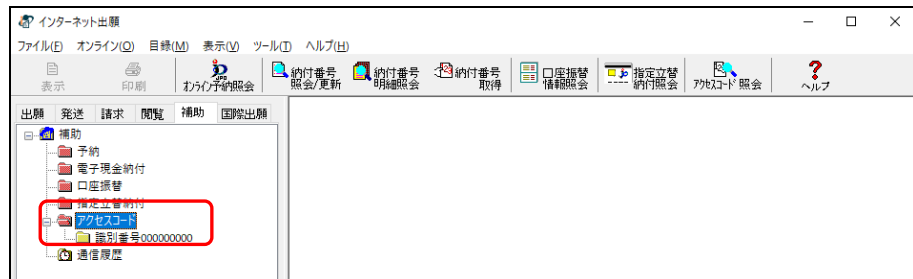 インターネット出願
ファイル(F) オンライン(O) 目録(M) 表示(V) ツール(T) ヘルプ(H)
表示 印刷 オンライン予納照会 納付番号照会/更新 納付番号明細照会 納付番号取得 口座振替情報照会 指定立替納付照会 アクセスコード照会 ヘルプ
出願 発送 請求 閲覧 補助 国際出願
補助
予納
電子現金納付
口座振替
指定立替納付
アクセスコード
識別番号000000000
通信履歴